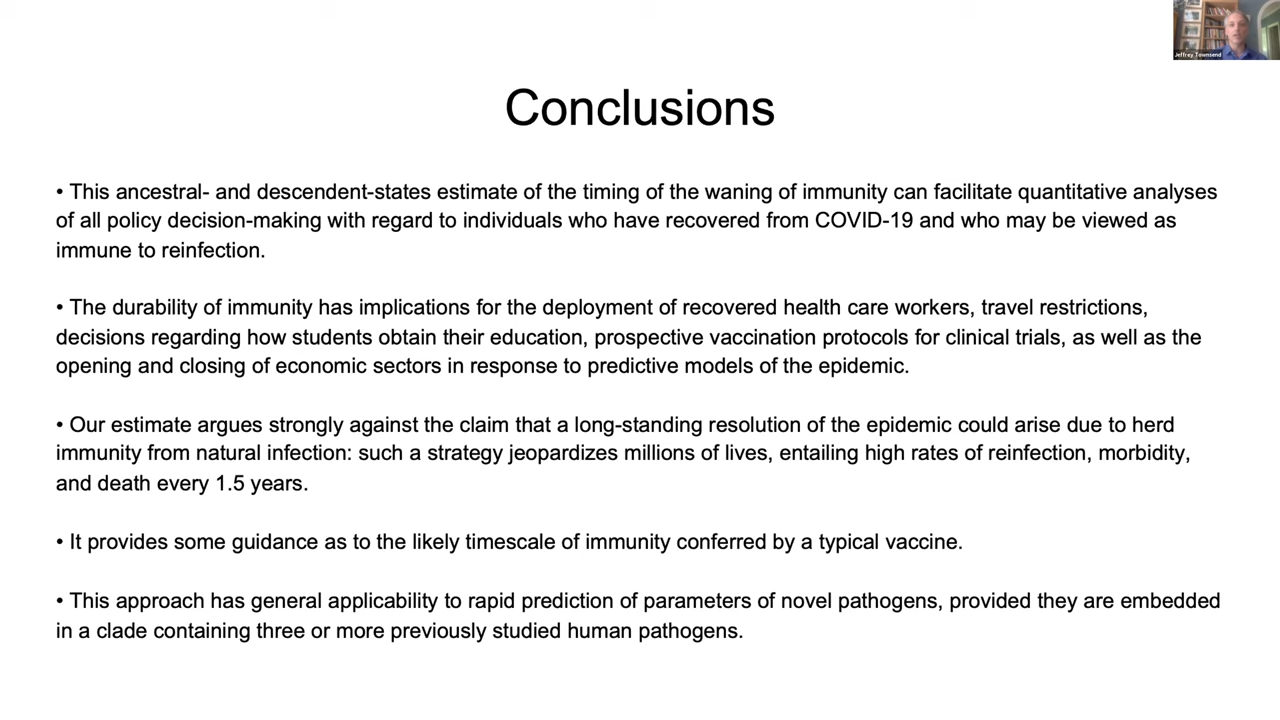 Jeffrey Townsend
Conclusions
• This ancestral- and descendent-states estimate of the timing of the waning of immunity can facilitate quantitative analyses
of all policy decision-making with regard to individuals who have recovered from COVID-19 and who may be viewed as
immune to reinfection.
• The durability of immunity has implications for the deployment of recovered health care workers, travel restrictions,
decisions regarding how students obtain their education, prospective vaccination protocols for clinical trials, as well as the
opening and closing of economic sectors in response to predictive models of the epidemic.
• Our estimate argues strongly against the claim that a long-standing resolution of the epidemic could arise due to herd
immunity from natural infection: such a strategy jeopardizes millions of lives, entailing high rates of reinfection, morbidity,
and death every 1.5 years.
• It provides some guidance as to the likely timescale of immunity conferred by a typical vaccine.
• This approach has general applicability to rapid prediction of parameters of novel pathogens, provided they are embedded
in a clade containing three or more previously studied human pathogens.